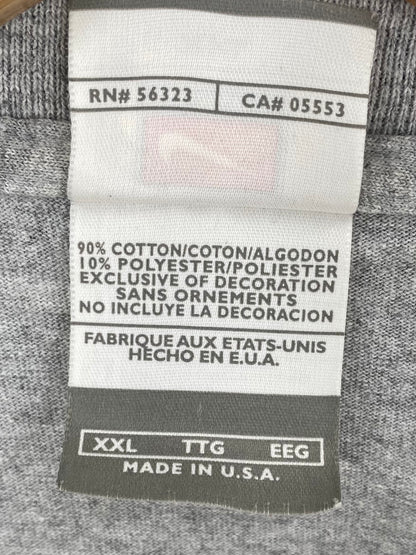 RN# 56323 CA# 05553
90% COTTON/COTON/ALGODON
10% POLYESTER/POLIESTER
EXCLUSIVE OF DECORATION
SANS ORNEMENTS
NO INCLUYE LA DECORACION
FABRIQUE AUX ETATS-UNIS
HECHO EN E.U.A.
XXL TTG EEG
MADE IN U.S.A.